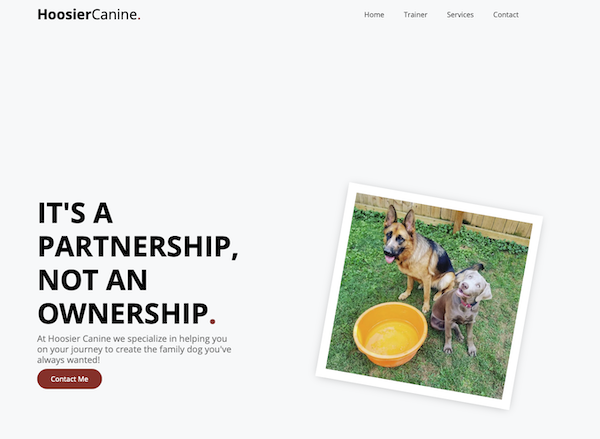 HoosierCanine.
Home Trainer Services Contact
IT'S A
PARTNERSHIP,
NOT AN
OWNERSHIP.
At Hoosier Canine we specialize in helping you
on your journey to create the family dog you've
always wanted!
Contact Me